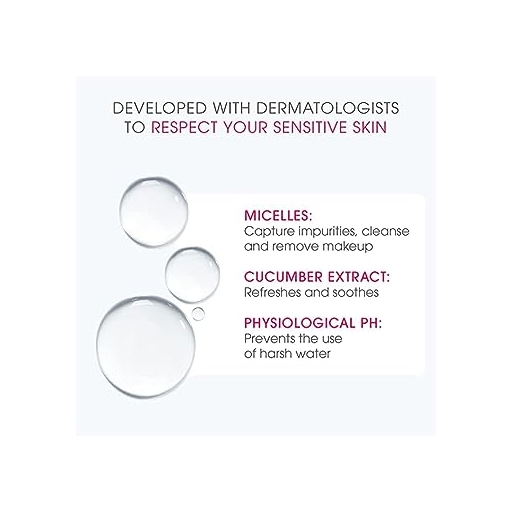 DEVELOPED WITH DERMATOLOGISTS
TO RESPECT YOUR SENSITIVE SKIN
MICELLES:
Capture impurities, cleanse
and remove makeup
CUCUMBER EXTRACT:
Refreshes and soothes
PHYSIOLOGICAL PH:
Prevents the use
of harsh water